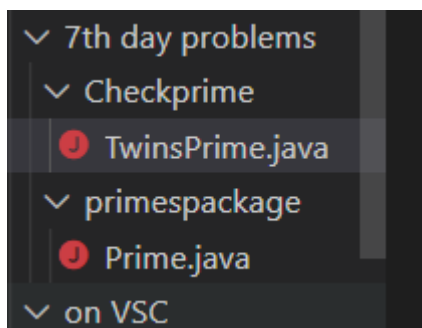 7th day problems
Checkprime
J TwinsPrime.java
primespackage
J Prime.java
on VSC